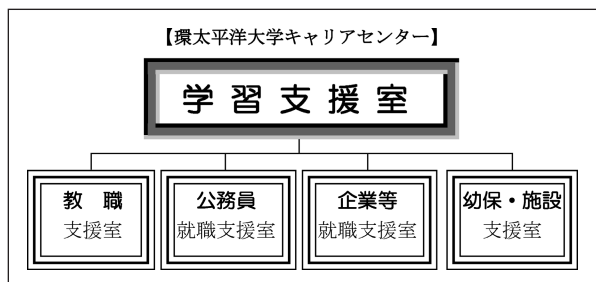 【環太平洋大学キャリアセンター】
学習支援室
教　職
支援室
公務員
就職支援室
企業等
就職支援室
幼保・施設
支援室